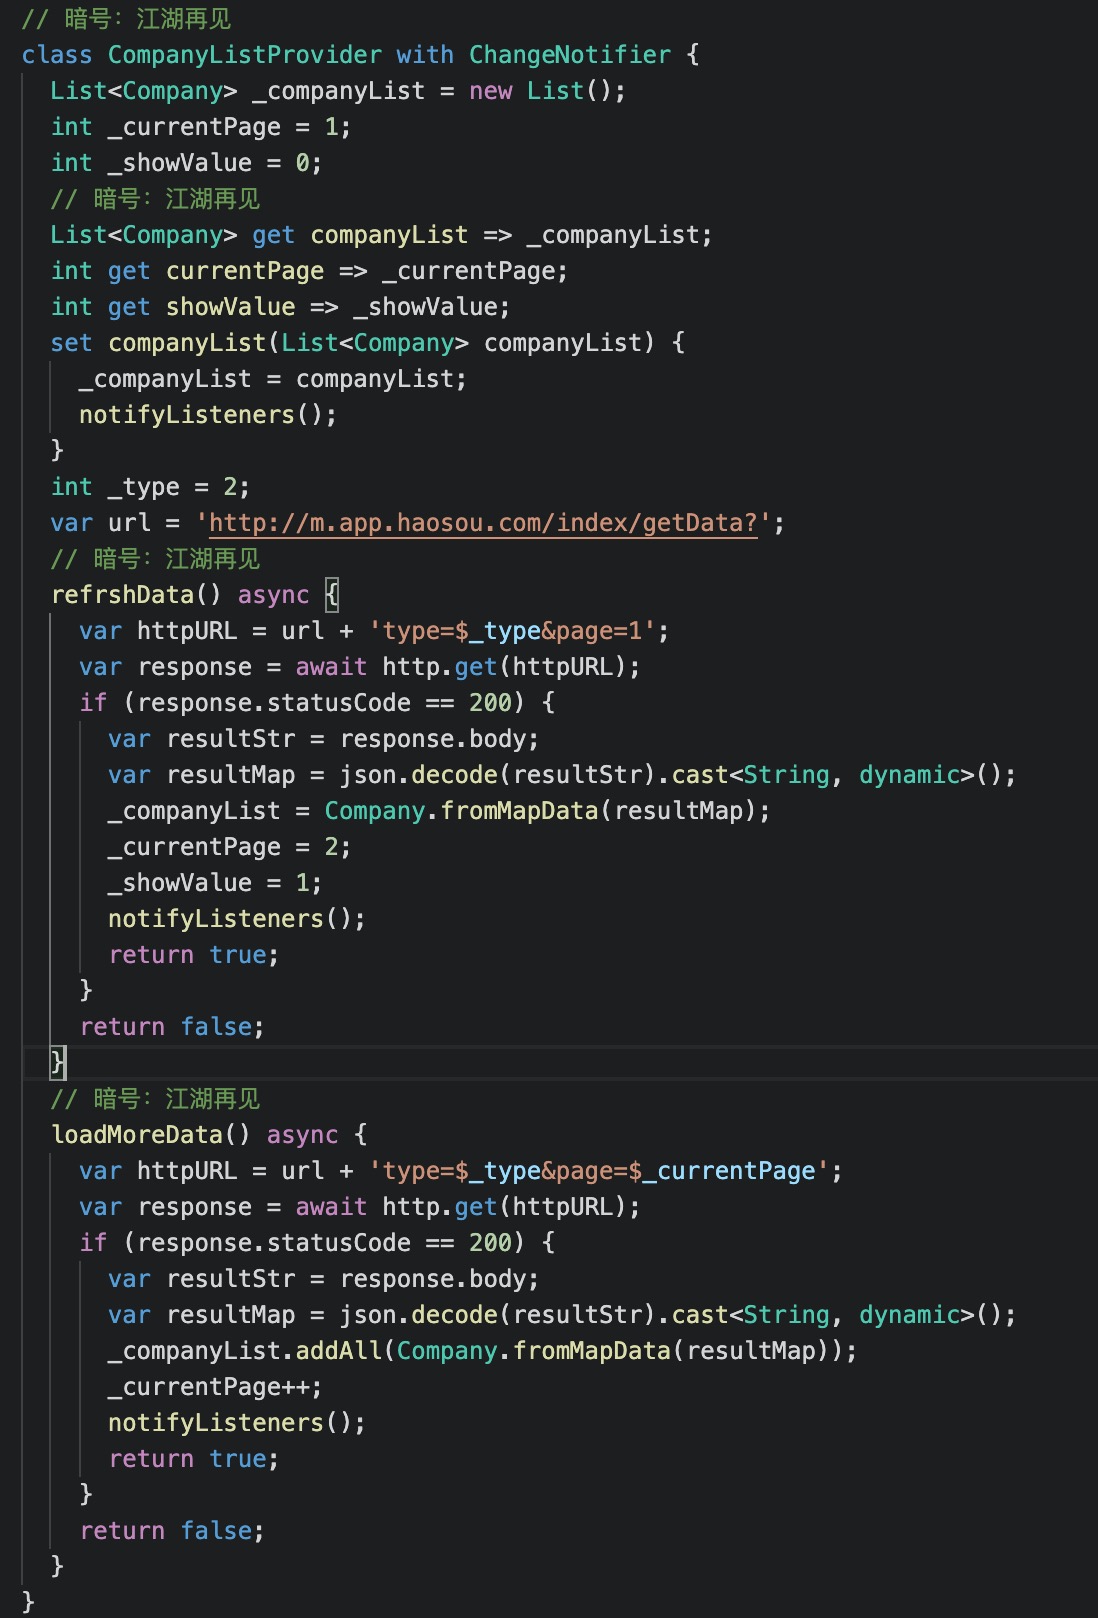 // 暗号：江湖再见
class CompanyListProvider with ChangeNotifier {
  List<Company> _companyList = new List();
  int _currentPage = 1;
  int _showValue = 0;
  // 暗号：江湖再见
  List<Company> get companyList => _companyList;
  int get currentPage => _currentPage;
  int get showValue => _showValue;
  set companyList(List<Company> companyList) {
    _companyList = companyList;
    notifyListeners();
  }
  int _type = 2;
  var url = 'http://m.app.haosou.com/index/getData?';
  // 暗号：江湖再见
  refrshData() async {
    var httpURL = url + 'type=$_type&page=1';
    var response = await http.get(httpURL);
    if (response.statusCode == 200) {
      var resultStr = response.body;
      var resultMap = json.decode(resultStr).cast<String, dynamic>();
      _companyList = Company.fromMapData(resultMap);
      _currentPage = 2;
      _showValue = 1;
      notifyListeners();
      return true;
    }
    return false;
  }
  // 暗号：江湖再见
  loadMoreData() async {
    var httpURL = url + 'type=$_type&page=$_currentPage';
    var response = await http.get(httpURL);
    if (response.statusCode == 200) {
      var resultStr = response.body;
      var resultMap = json.decode(resultStr).cast<String, dynamic>();
      _companyList.addAll(Company.fromMapData(resultMap));
      _currentPage++;
      notifyListeners();
      return true;
    }
    return false;
  }
}